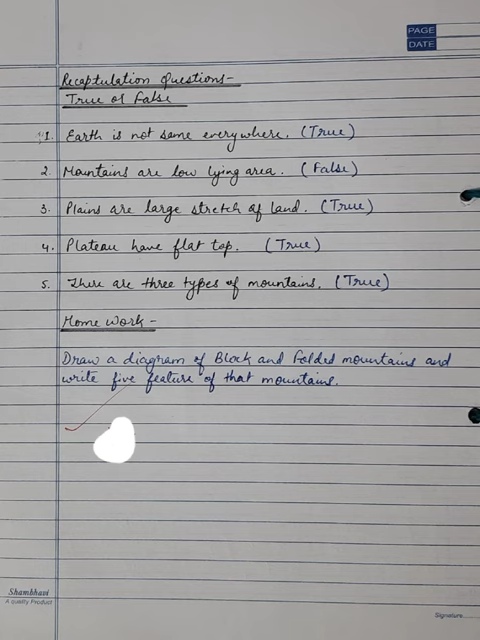 PAGE
DATE
Recaptulation Questions-
True or False
1. Earth is not same everywhere. (True)
2. Mountains are low lying area. (False)
3. Plains are large stretch of land. (True)
4. Plateau have flat top. (True)
5. There are three types of mountains. (True)
Home Work-
Draw a diagram of Block and Folded mountains and
write five feature of that mountains.
Shambhavi
A quality Product
Signature